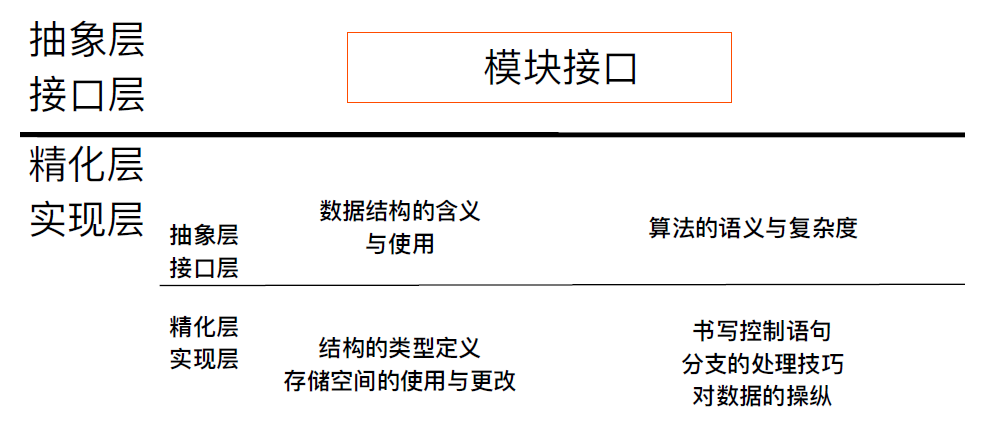 抽象层
接口层
模块接口
精化层
实现层
抽象层
接口层
数据结构的含义
与使用
算法的语义与复杂度
精化层
实现层
结构的类型定义
存储空间的使用与更改
书写控制语句
分支的处理技巧
对数据的操纵